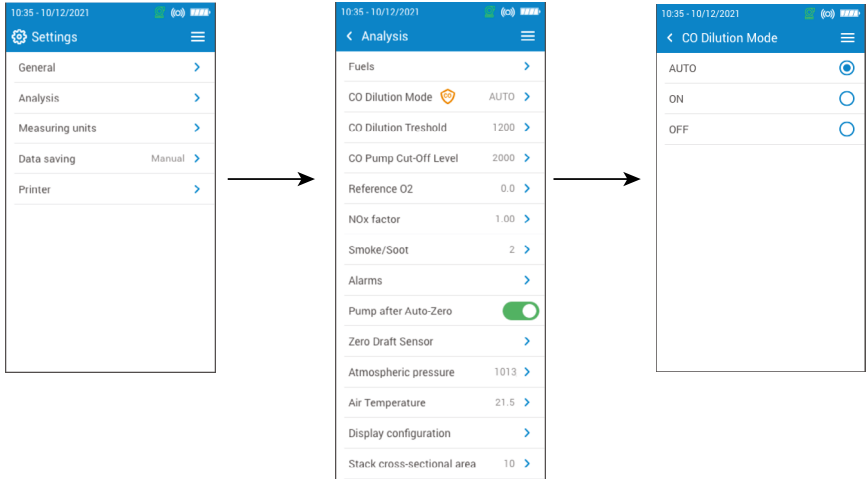 10:35 - 10/12/2021
Settings
General
Analysis
Measuring units
Data saving Manual
Printer
10:35 - 10/12/2021
Analysis
Fuels
CO Dilution Mode CO AUTO
CO Dilution Treshold 1200
CO Pump Cut-Off Level 2000
Reference O2 0.0
NOx factor 1.00
Smoke/Soot 2
Alarms
Pump after Auto-Zero
Zero Draft Sensor
Atmospheric pressure 1013
Air Temperature 21.5
Display configuration
Stack cross-sectional area 10
10:35 - 10/12/2021
CO Dilution Mode
AUTO
ON
OFF